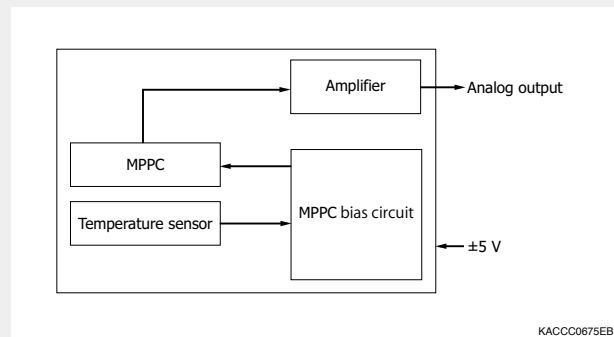 Amplifier
Analog output
MPPC
MPPC bias circuit
Temperature sensor
±5 V
KACCC0675EB